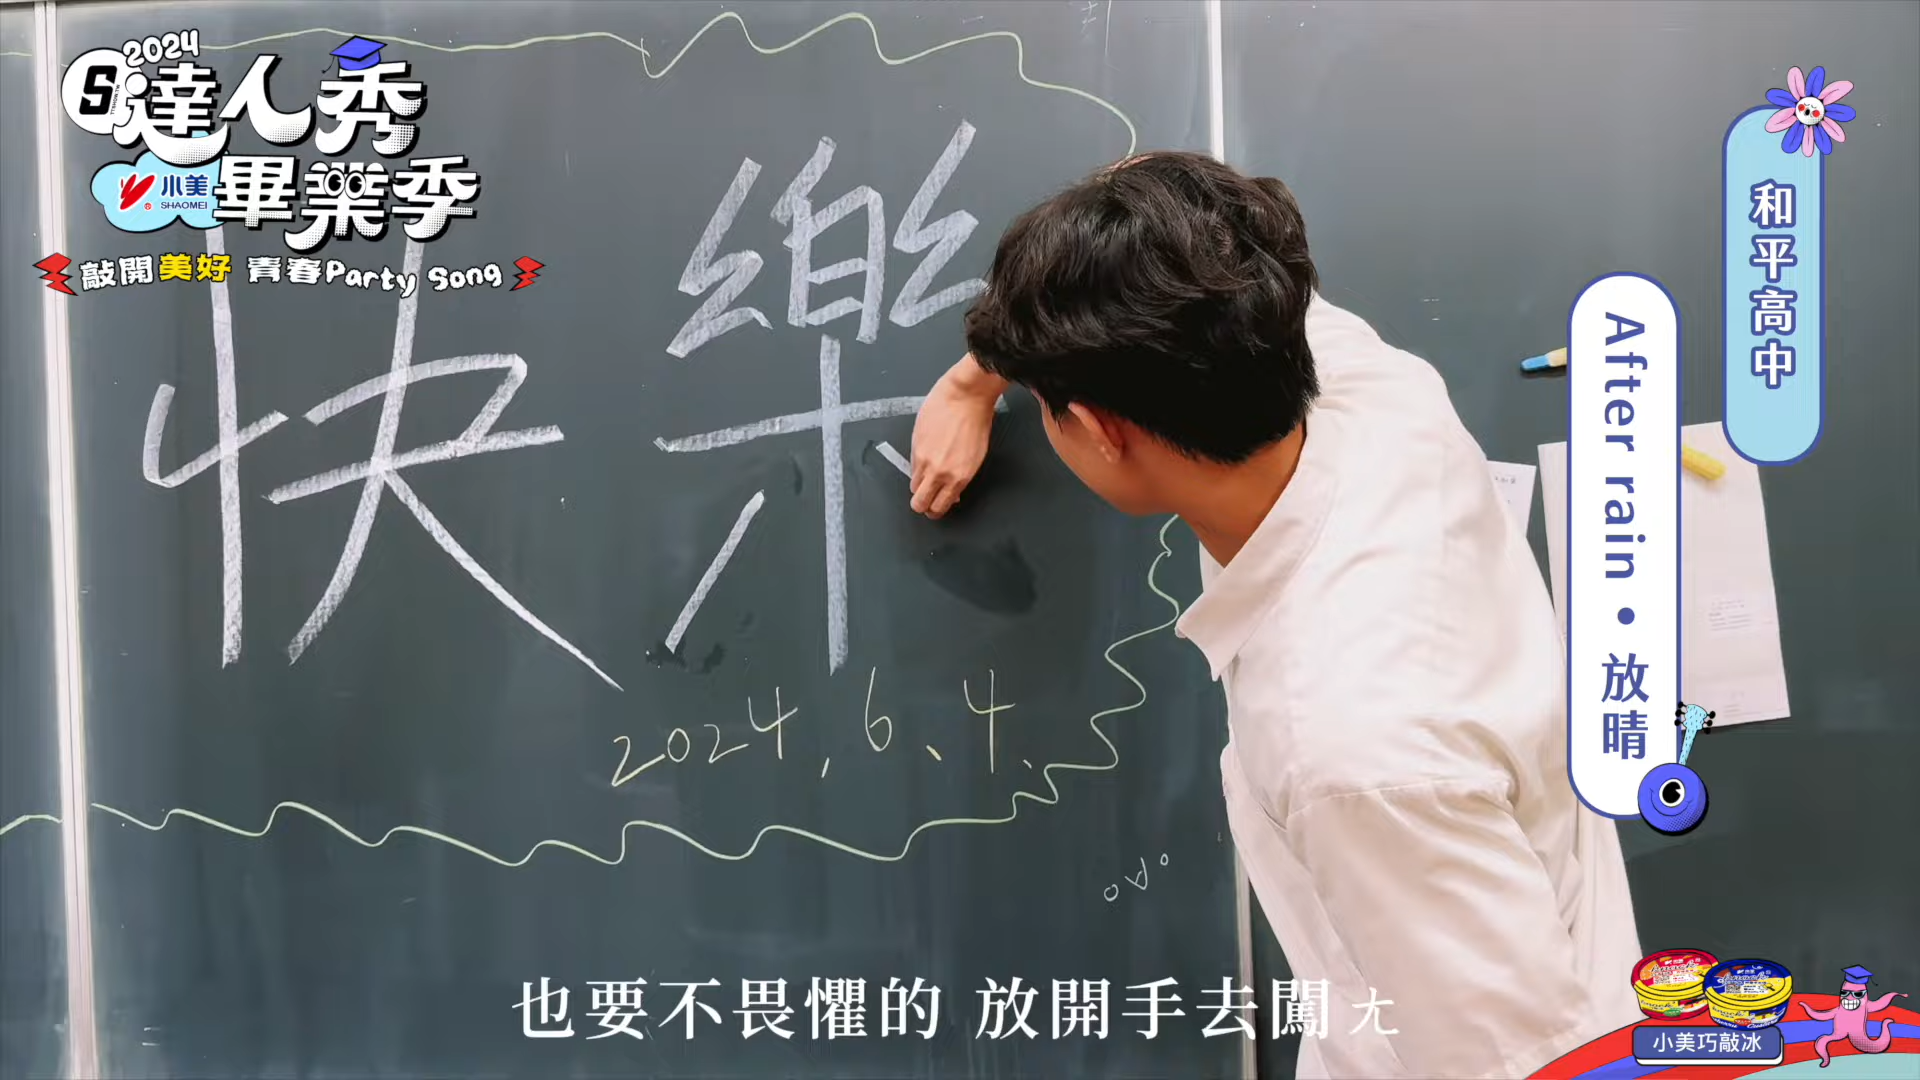 2024
S達人秀
小美
SHAOMEI
畢業季
敲開美好 青春Party Song
快樂
2024,6、4、
和平高中
After rain • 放晴
也要不畏懼的 放開手去闖ㄤ
小美巧敲冰